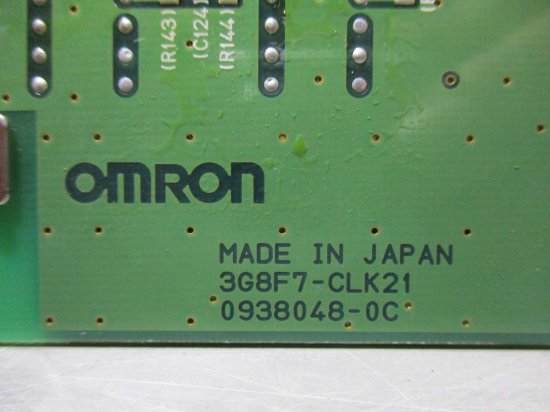 (R143)
(C124)
(R144)
OMRON
MADE IN JAPAN
3G8F7-CLK21
0938048-0C